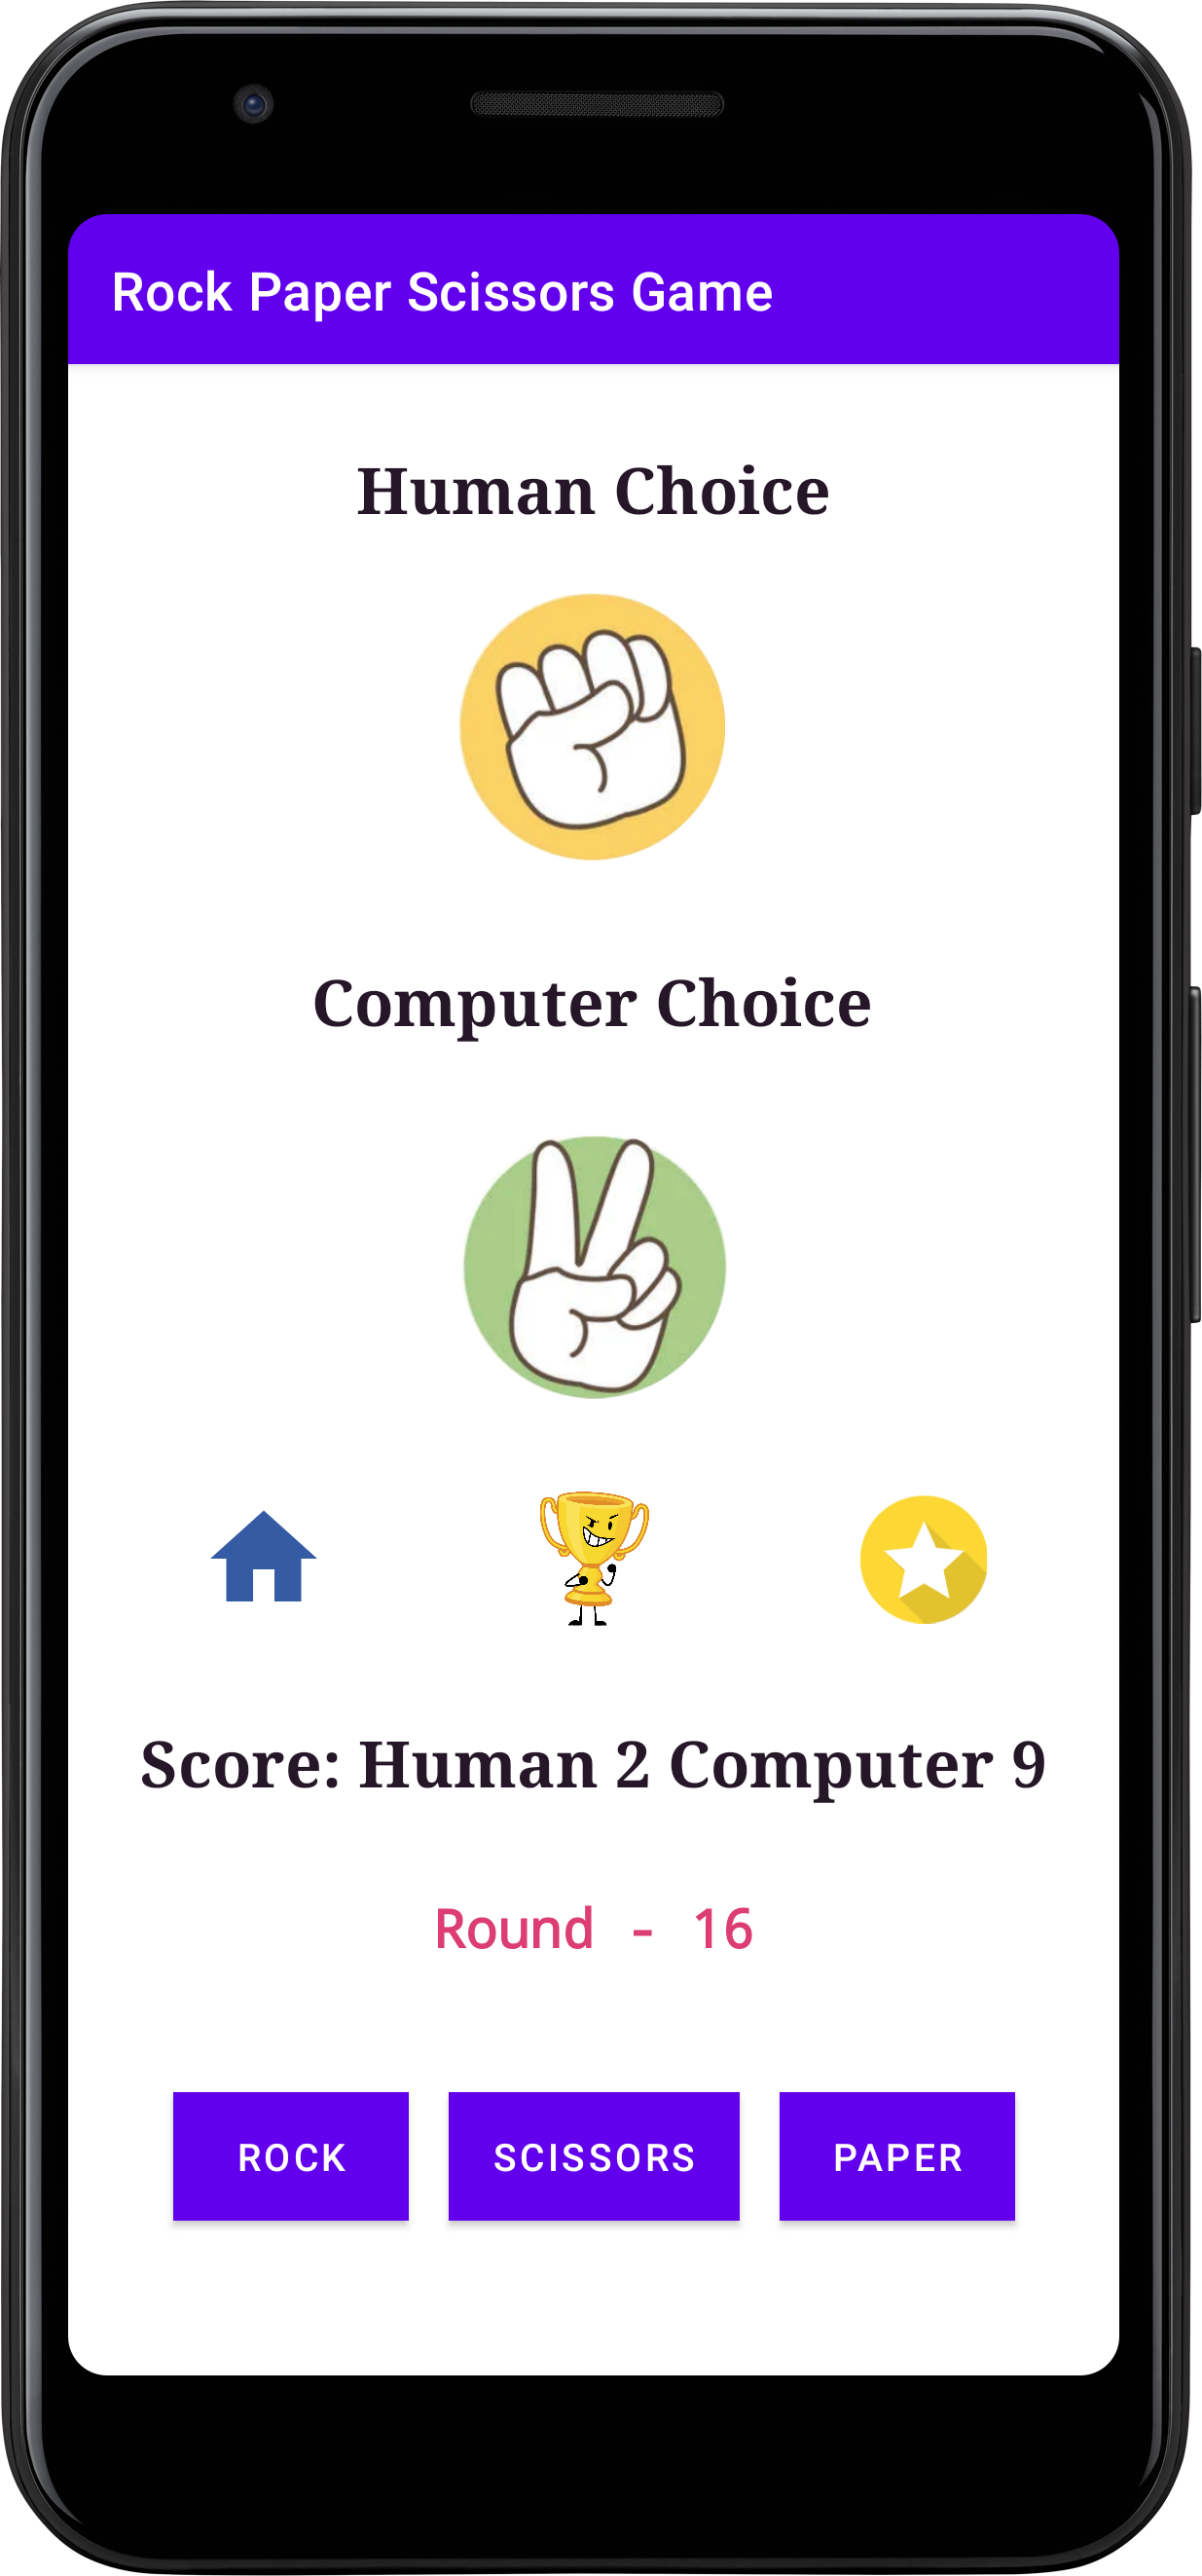 Rock Paper Scissors Game
Human Choice
Computer Choice
Score: Human 2 Computer 9
Round - 16
ROCK SCISSORS PAPER